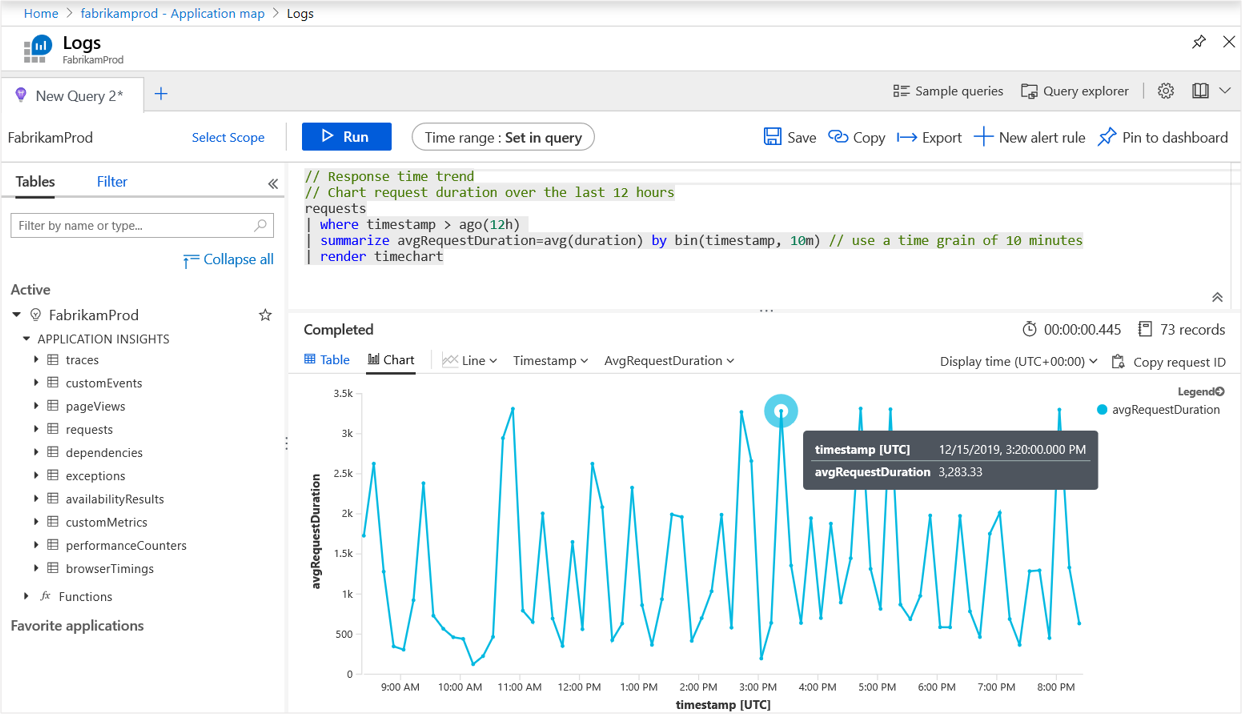 Home > fabrikamprod - Application map > Logs
Logs
FabrikamProd
New Query 2*
Sample queries
Query explorer
FabrikamProd
Select Scope
Run
Time range : Set in query
Save
Copy
Export
New alert rule
Pin to dashboard
Tables
Filter
Filter by name or type...
Collapse all
Active
FabrikamProd
APPLICATION INSIGHTS
traces
customEvents
pageViews
requests
dependencies
exceptions
availabilityResults
customMetrics
performanceCounters
browserTimings
fx Functions
Favorite applications
// Response time trend
// Chart request duration over the last 12 hours
requests
| where timestamp > ago(12h)
| summarize avgRequestDuration=avg(duration) by bin(timestamp, 10m) // use a time grain of 10 minutes
| render timechart
Completed
00:00:00.445
73 records
Table
Chart
Line
Timestamp
AvgRequestDuration
Display time (UTC+00:00)
Copy request ID
Legend
avgRequestDuration
3.5k
3k
2.5k
2k
1.5k
1k
500
0
avgRequestDuration
timestamp [UTC] 12/15/2019, 3:20:00.000 PM
avgRequestDuration 3,283.33
9:00 AM 10:00 AM 11:00 AM 12:00 PM 1:00 PM 2:00 PM 3:00 PM 4:00 PM 5:00 PM 6:00 PM 7:00 PM 8:00 PM
timestamp [UTC]